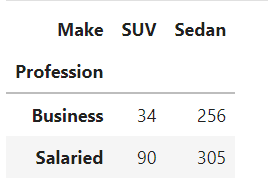 Make SUV Sedan
Profession
Business 34 256
Salaried 90 305